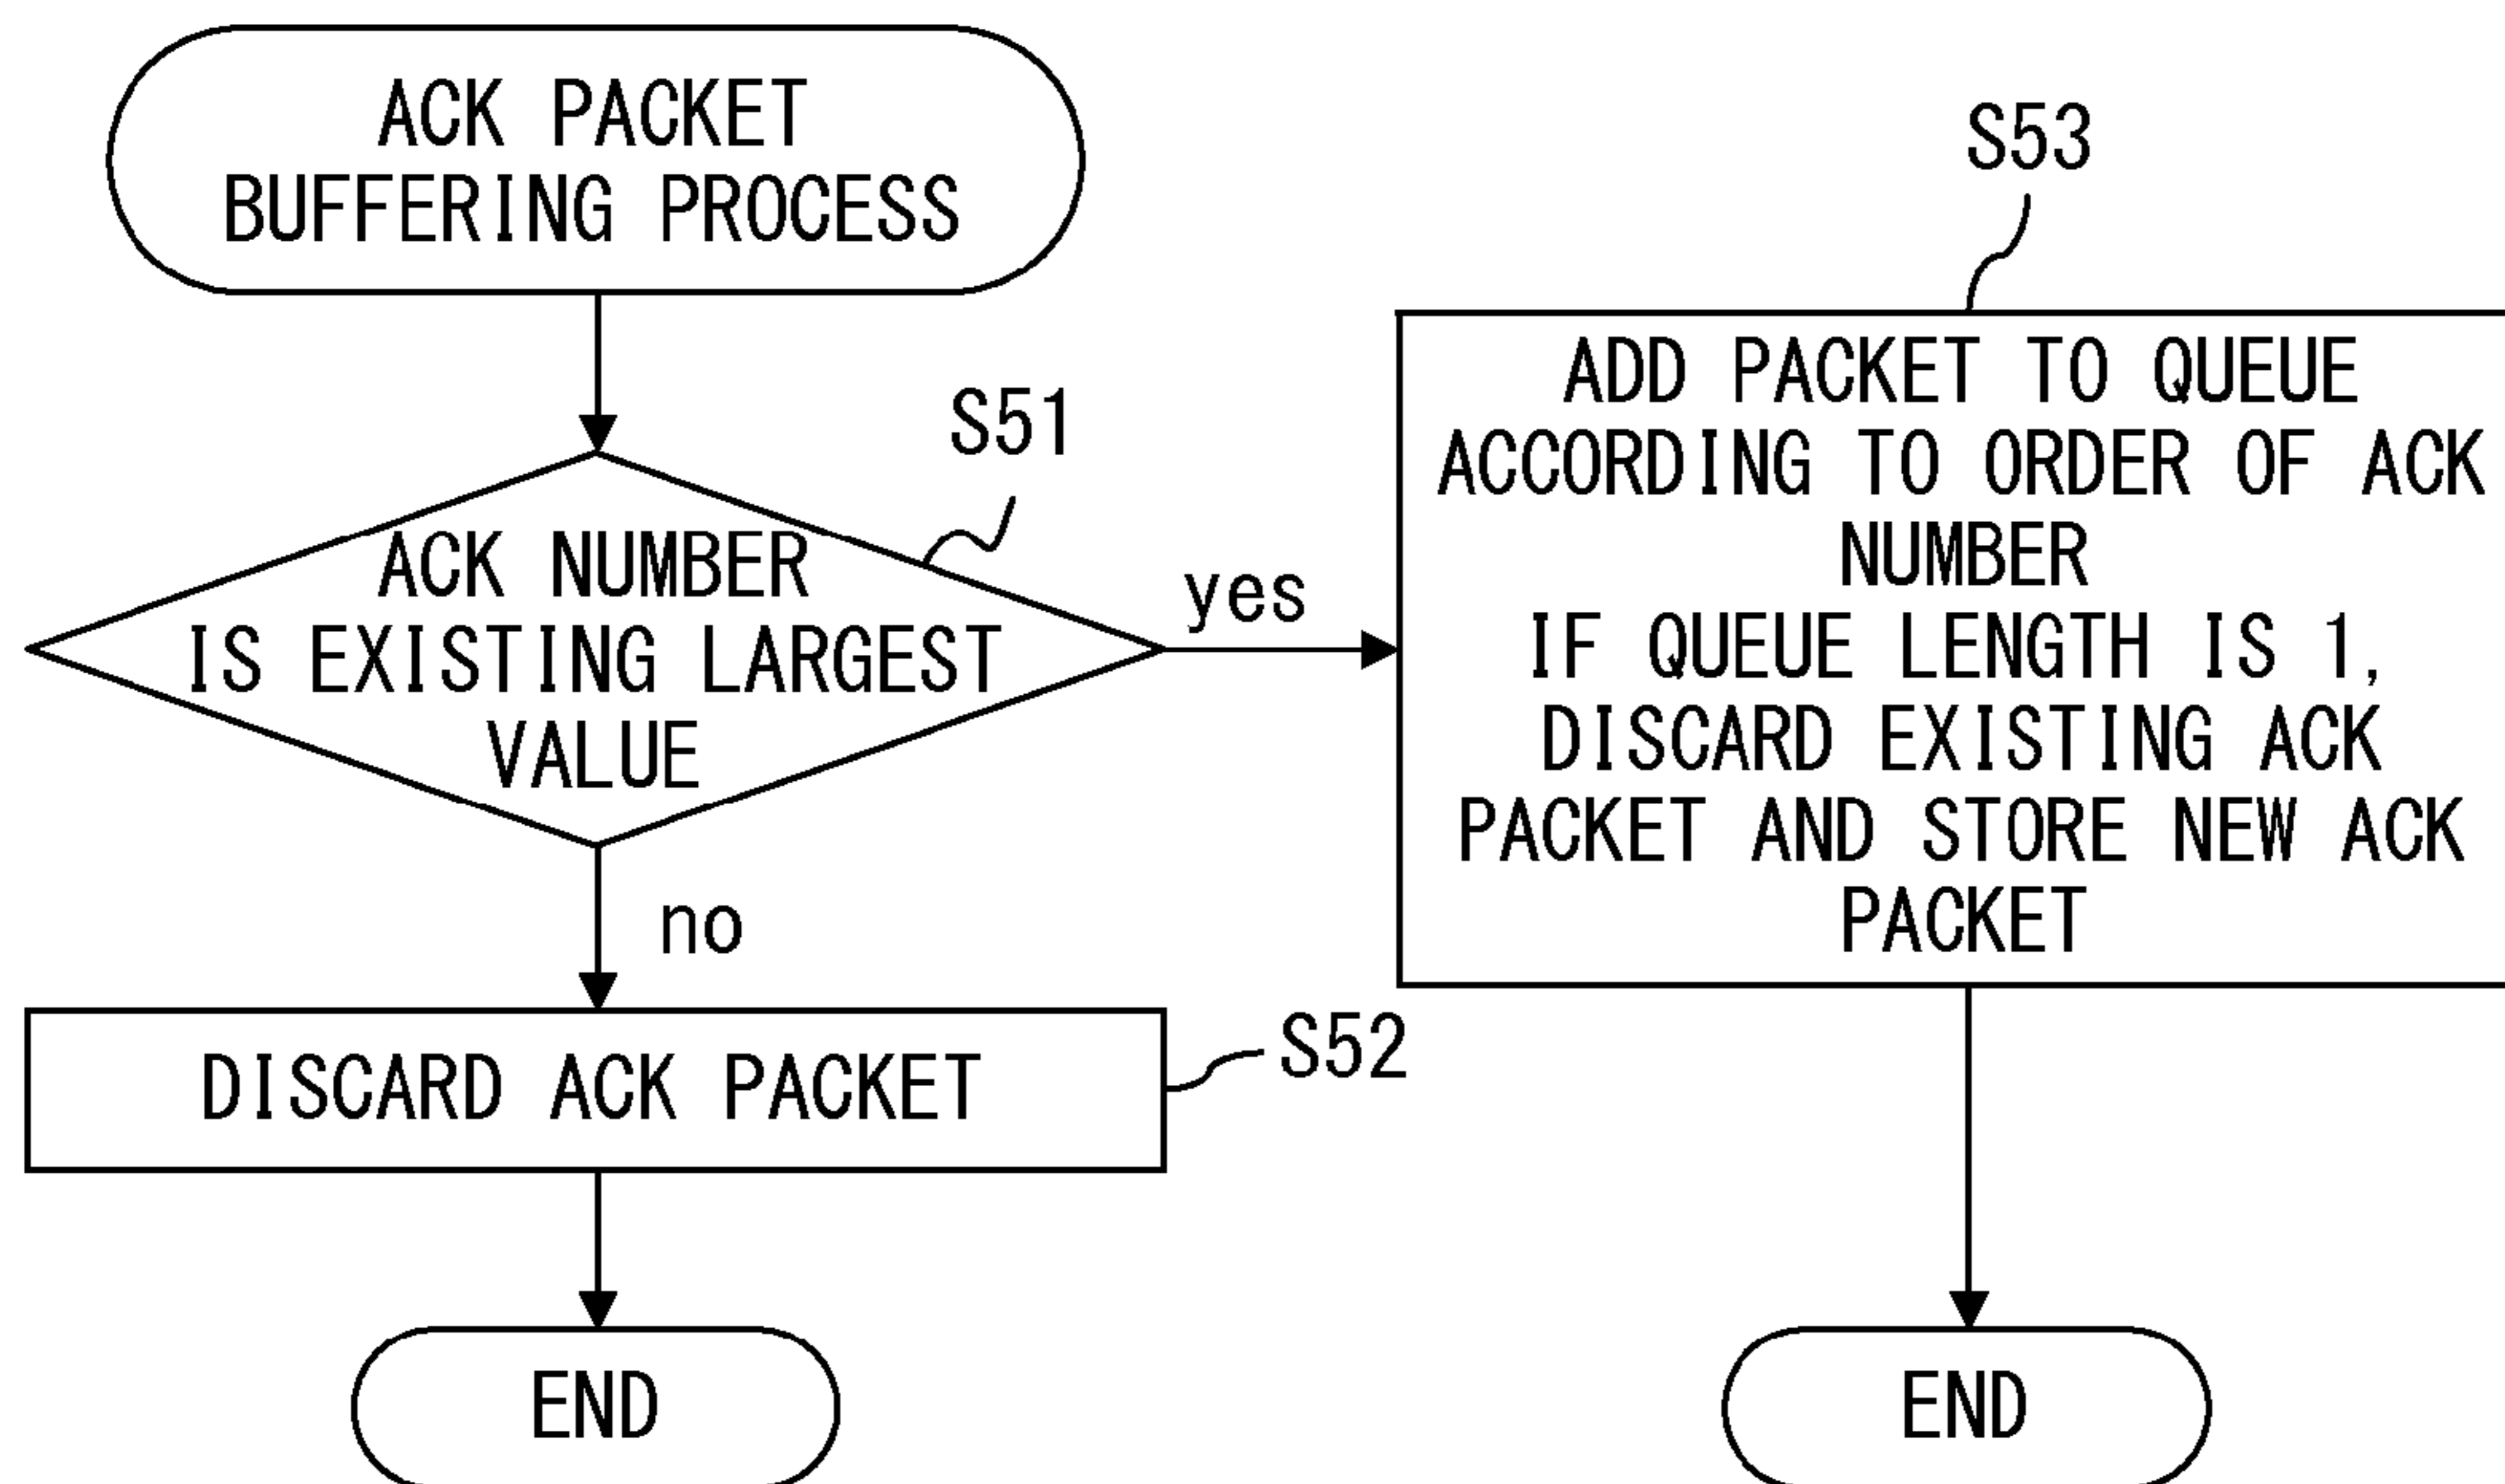 ACK PACKET
BUFFERING PROCESS
S51
ACK NUMBER
IS EXISTING LARGEST
VALUE
yes
no
DISCARD ACK PACKET
S52
END
S53
ADD PACKET TO QUEUE
ACCORDING TO ORDER OF ACK
NUMBER
IF QUEUE LENGTH IS 1,
DISCARD EXISTING ACK
PACKET AND STORE NEW ACK
PACKET
END